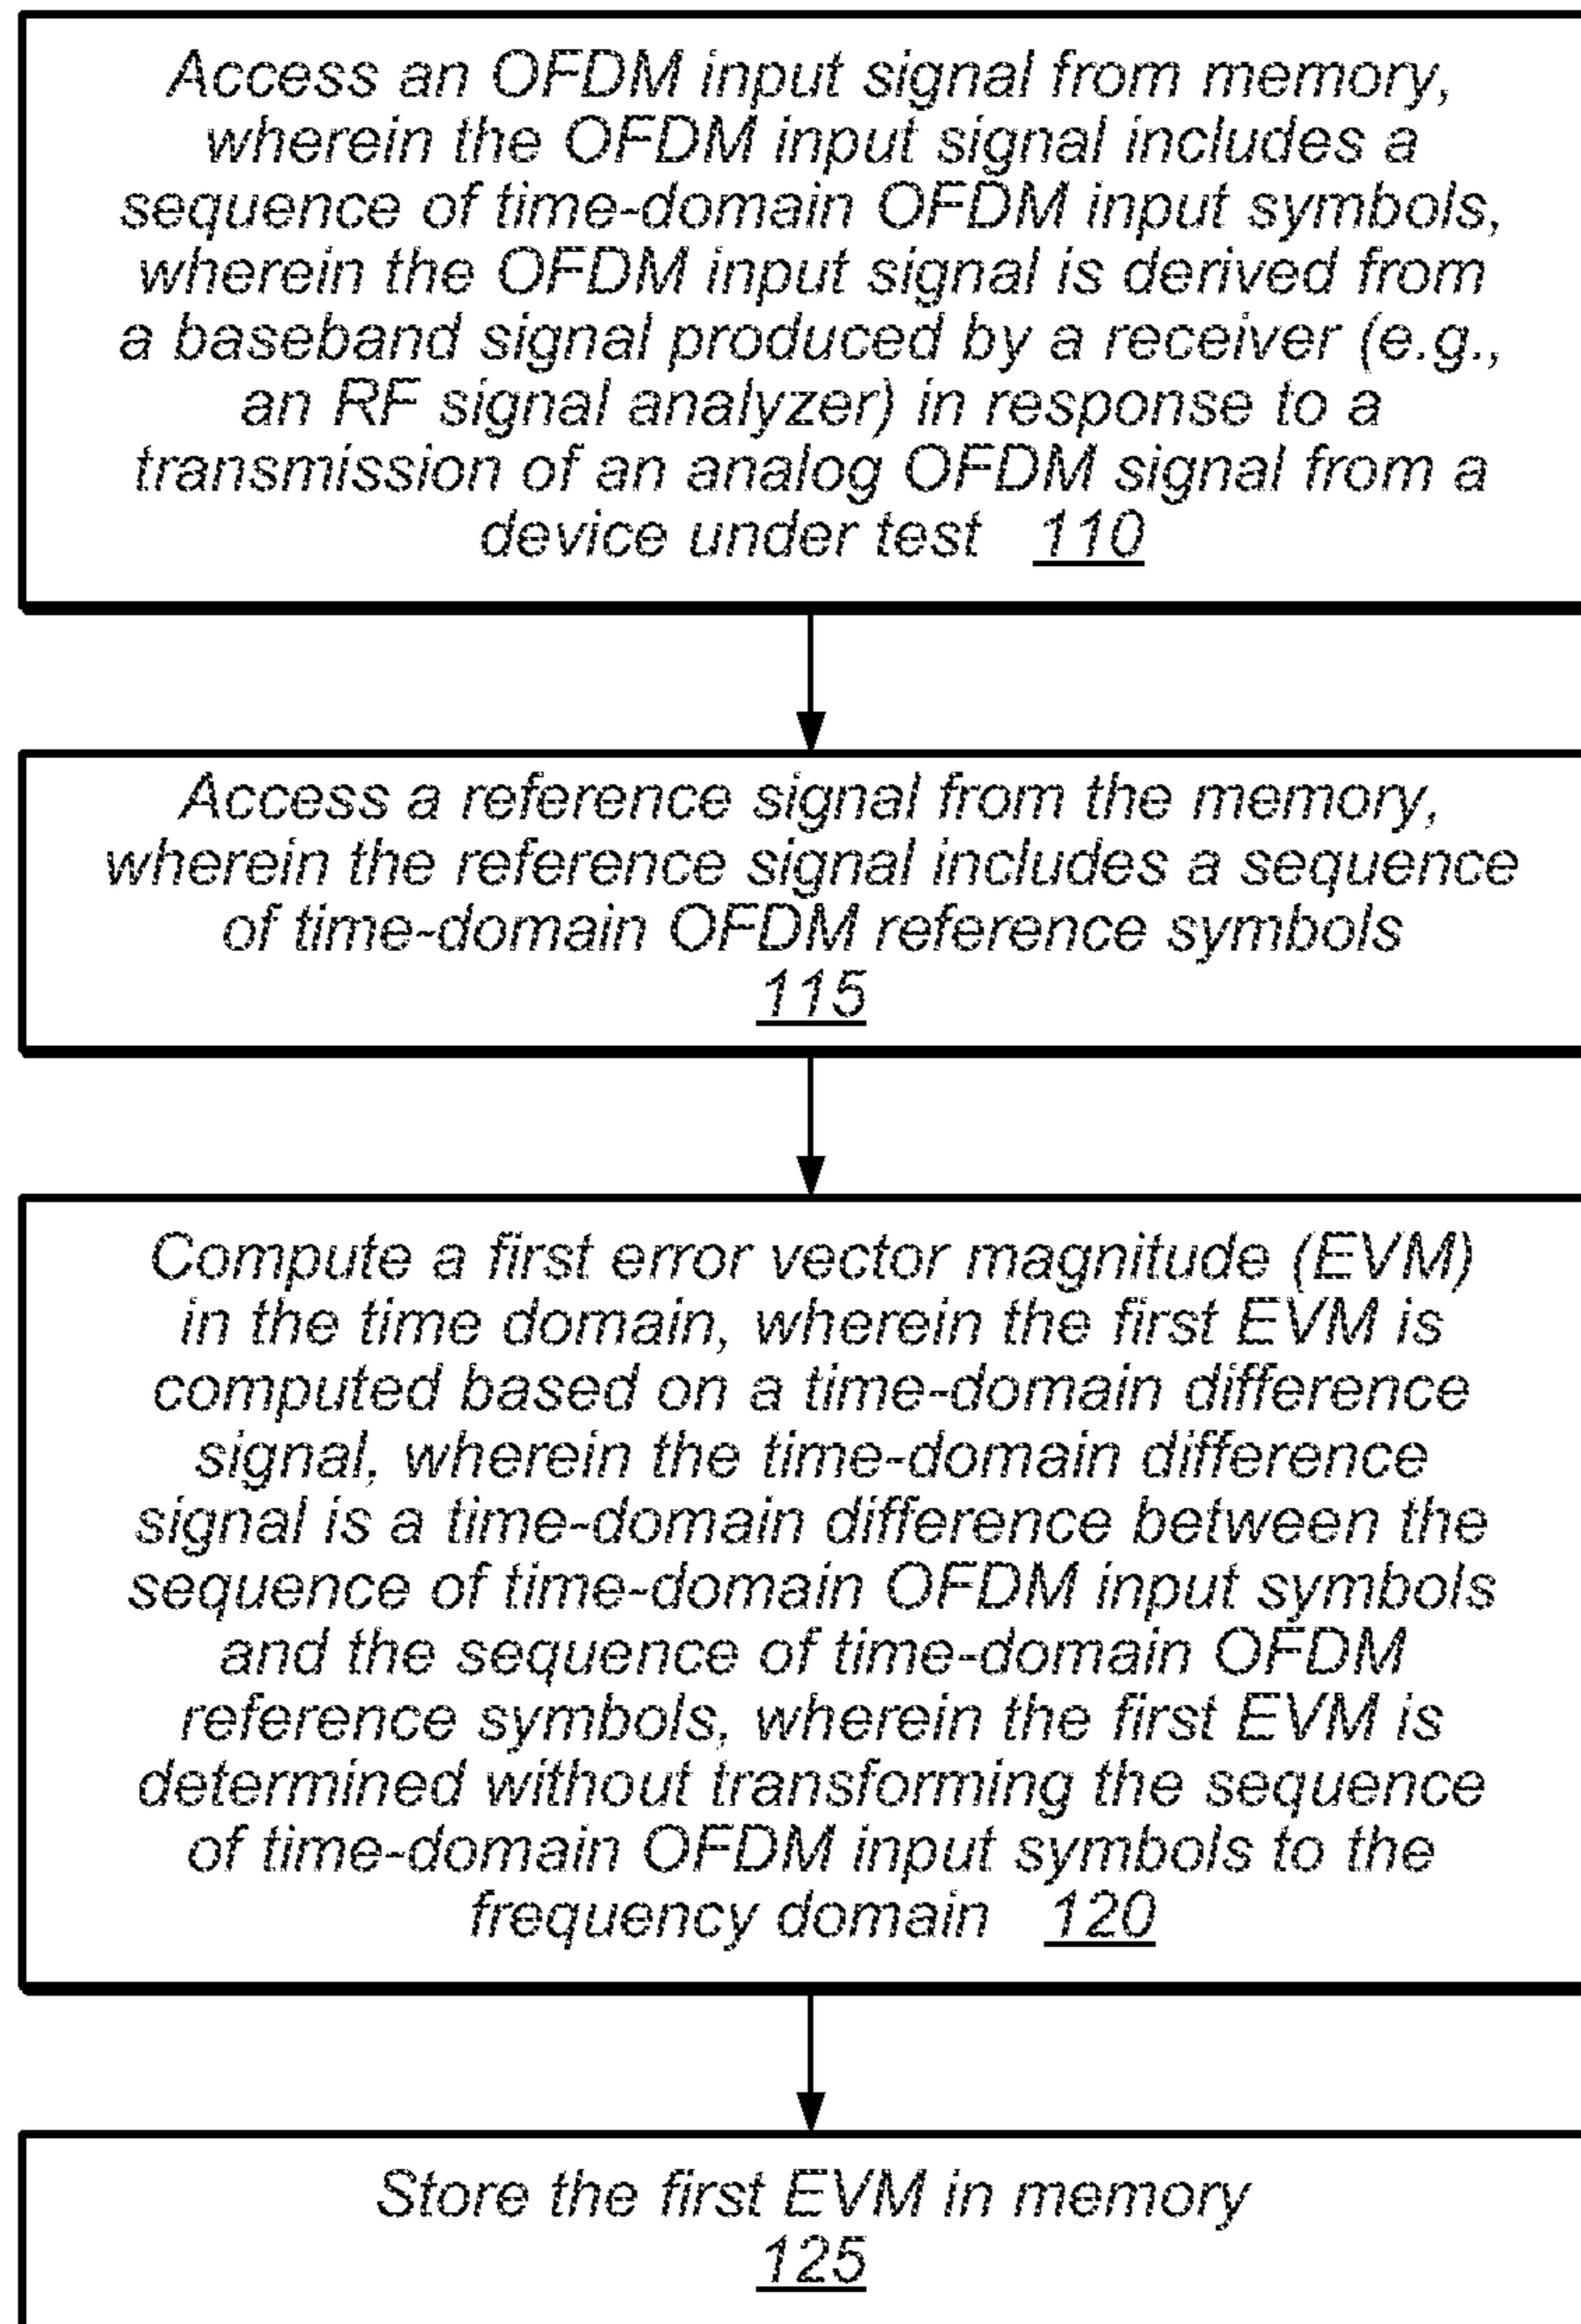 Access an OFDM input signal from memory,
wherein the OFDM input signal includes a
sequence of time-domain OFDM input symbols,
wherein the OFDM input signal is derived from
a baseband signal produced by a receiver (e.g.,
an RF signal analyzer) in response to a
transmission of an analog OFDM signal from a
device under test 110
Access a reference signal from the memory,
wherein the reference signal includes a sequence
of time-domain OFDM reference symbols
115
Compute a first error vector magnitude (EVM)
in the time domain, wherein the first EVM is
computed based on a time-domain difference
signal, wherein the time-domain difference
signal is a time-domain difference between the
sequence of time-domain OFDM input symbols
and the sequence of time-domain OFDM
reference symbols, wherein the first EVM is
determined without transforming the sequence
of time-domain OFDM input symbols to the
frequency domain 120
Store the first EVM in memory
125